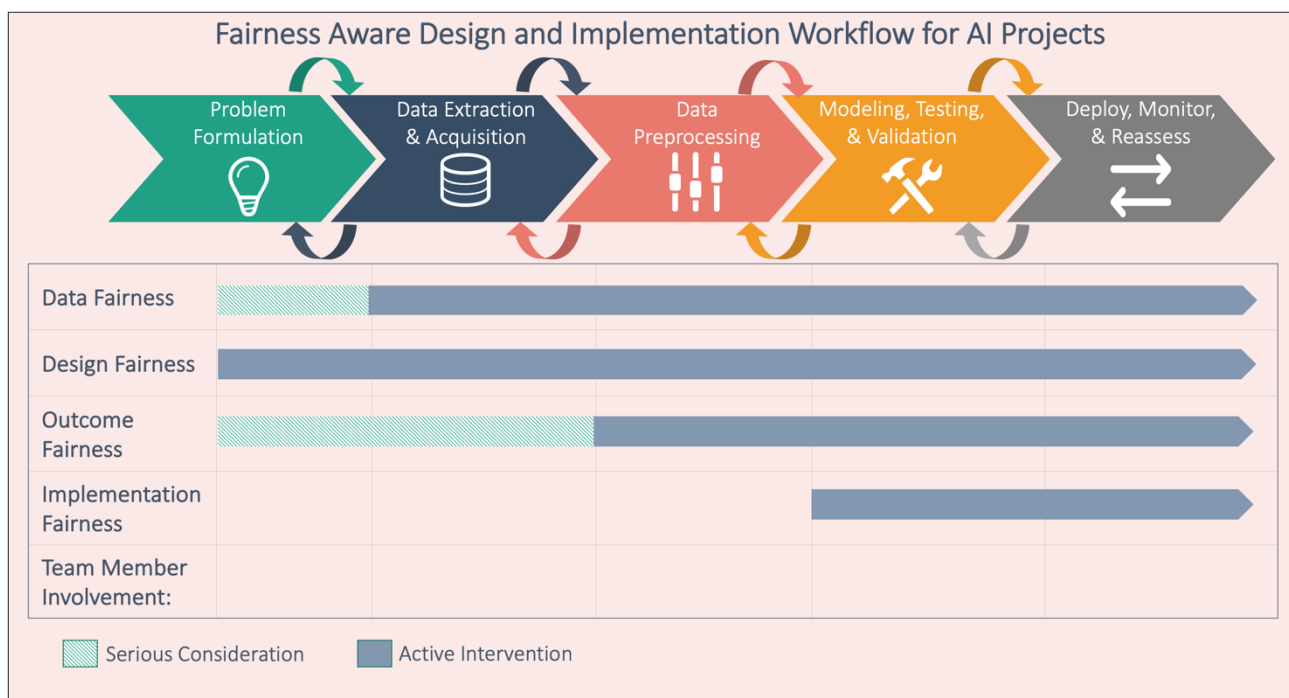 Fairness Aware Design and Implementation Workflow for AI Projects
Problem
Formulation
Data Extraction
& Acquisition
Data
Preprocessing
Modeling, Testing,
& Validation
Deploy, Monitor,
& Reassess
Data Fairness
Design Fairness
Outcome
Fairness
Implementation
Fairness
Team Member
Involvement:
Serious Consideration
Active Intervention